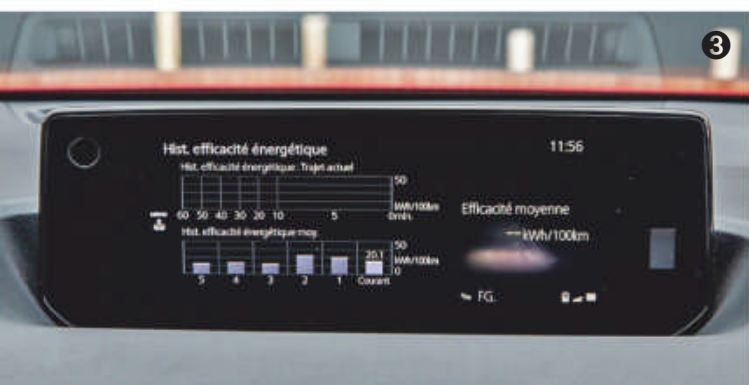 3
Hist. efficacité énergétique
11:56
Hist. efficacité énergétique: Trajet actuel
50
kWh/100km
60 50 40 30 20 10 5 0min.
Efficacité moyenne
--- kWh/100km
Hist. efficacité énergétique moy.
50
20.1
kWh/100km
0
5 4 3 2 1 Courant
FG.